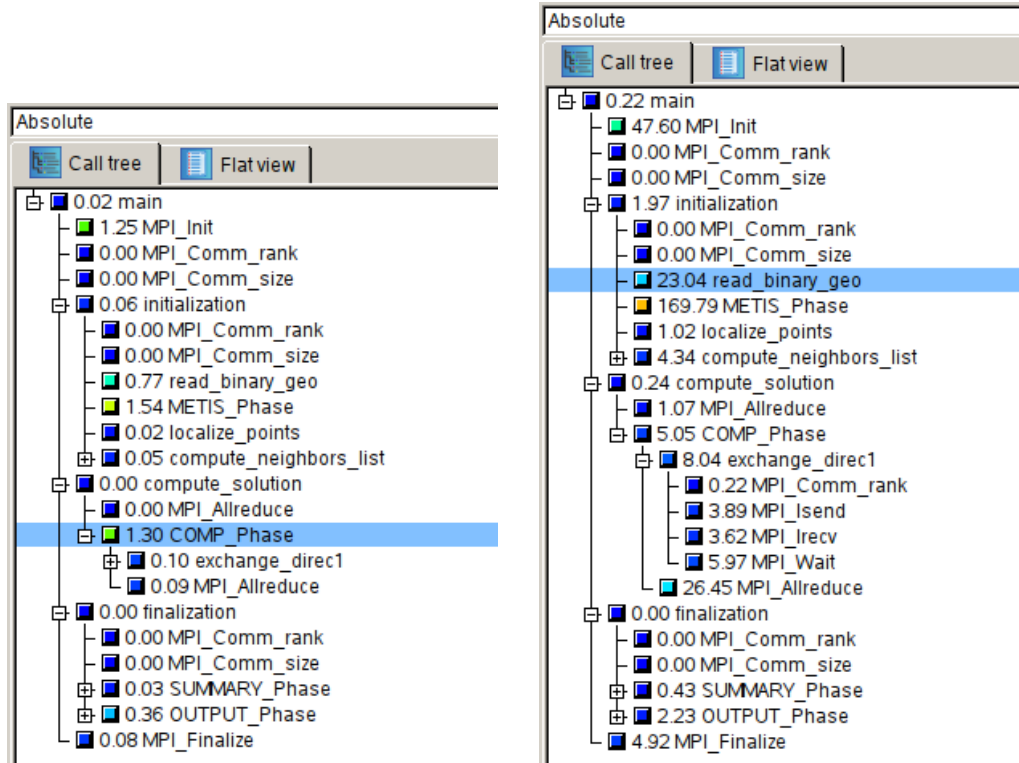 Absolute
Call tree Flat view
0.02 main
1.25 MPI_Init
0.00 MPI_Comm_rank
0.00 MPI_Comm_size
0.06 initialization
0.00 MPI_Comm_rank
0.00 MPI_Comm_size
0.77 read_binary_geo
1.54 METIS_Phase
0.02 localize_points
0.05 compute_neighbors_list
0.00 compute_solution
0.00 MPI_Allreduce
1.30 COMP_Phase
0.10 exchange_direc1
0.09 MPI_Allreduce
0.00 finalization
0.00 MPI_Comm_rank
0.00 MPI_Comm_size
0.03 SUMMARY_Phase
0.36 OUTPUT_Phase
0.08 MPI_Finalize
Absolute
Call tree Flat view
0.22 main
47.60 MPI_Init
0.00 MPI_Comm_rank
0.00 MPI_Comm_size
1.97 initialization
0.00 MPI_Comm_rank
0.00 MPI_Comm_size
23.04 read_binary_geo
169.79 METIS_Phase
1.02 localize_points
4.34 compute_neighbors_list
0.24 compute_solution
1.07 MPI_Allreduce
5.05 COMP_Phase
8.04 exchange_direc1
0.22 MPI_Comm_rank
3.89 MPI_Isend
3.62 MPI_Irecv
5.97 MPI_Wait
26.45 MPI_Allreduce
0.00 finalization
0.00 MPI_Comm_rank
0.00 MPI_Comm_size
0.43 SUMMARY_Phase
2.23 OUTPUT_Phase
4.92 MPI_Finalize